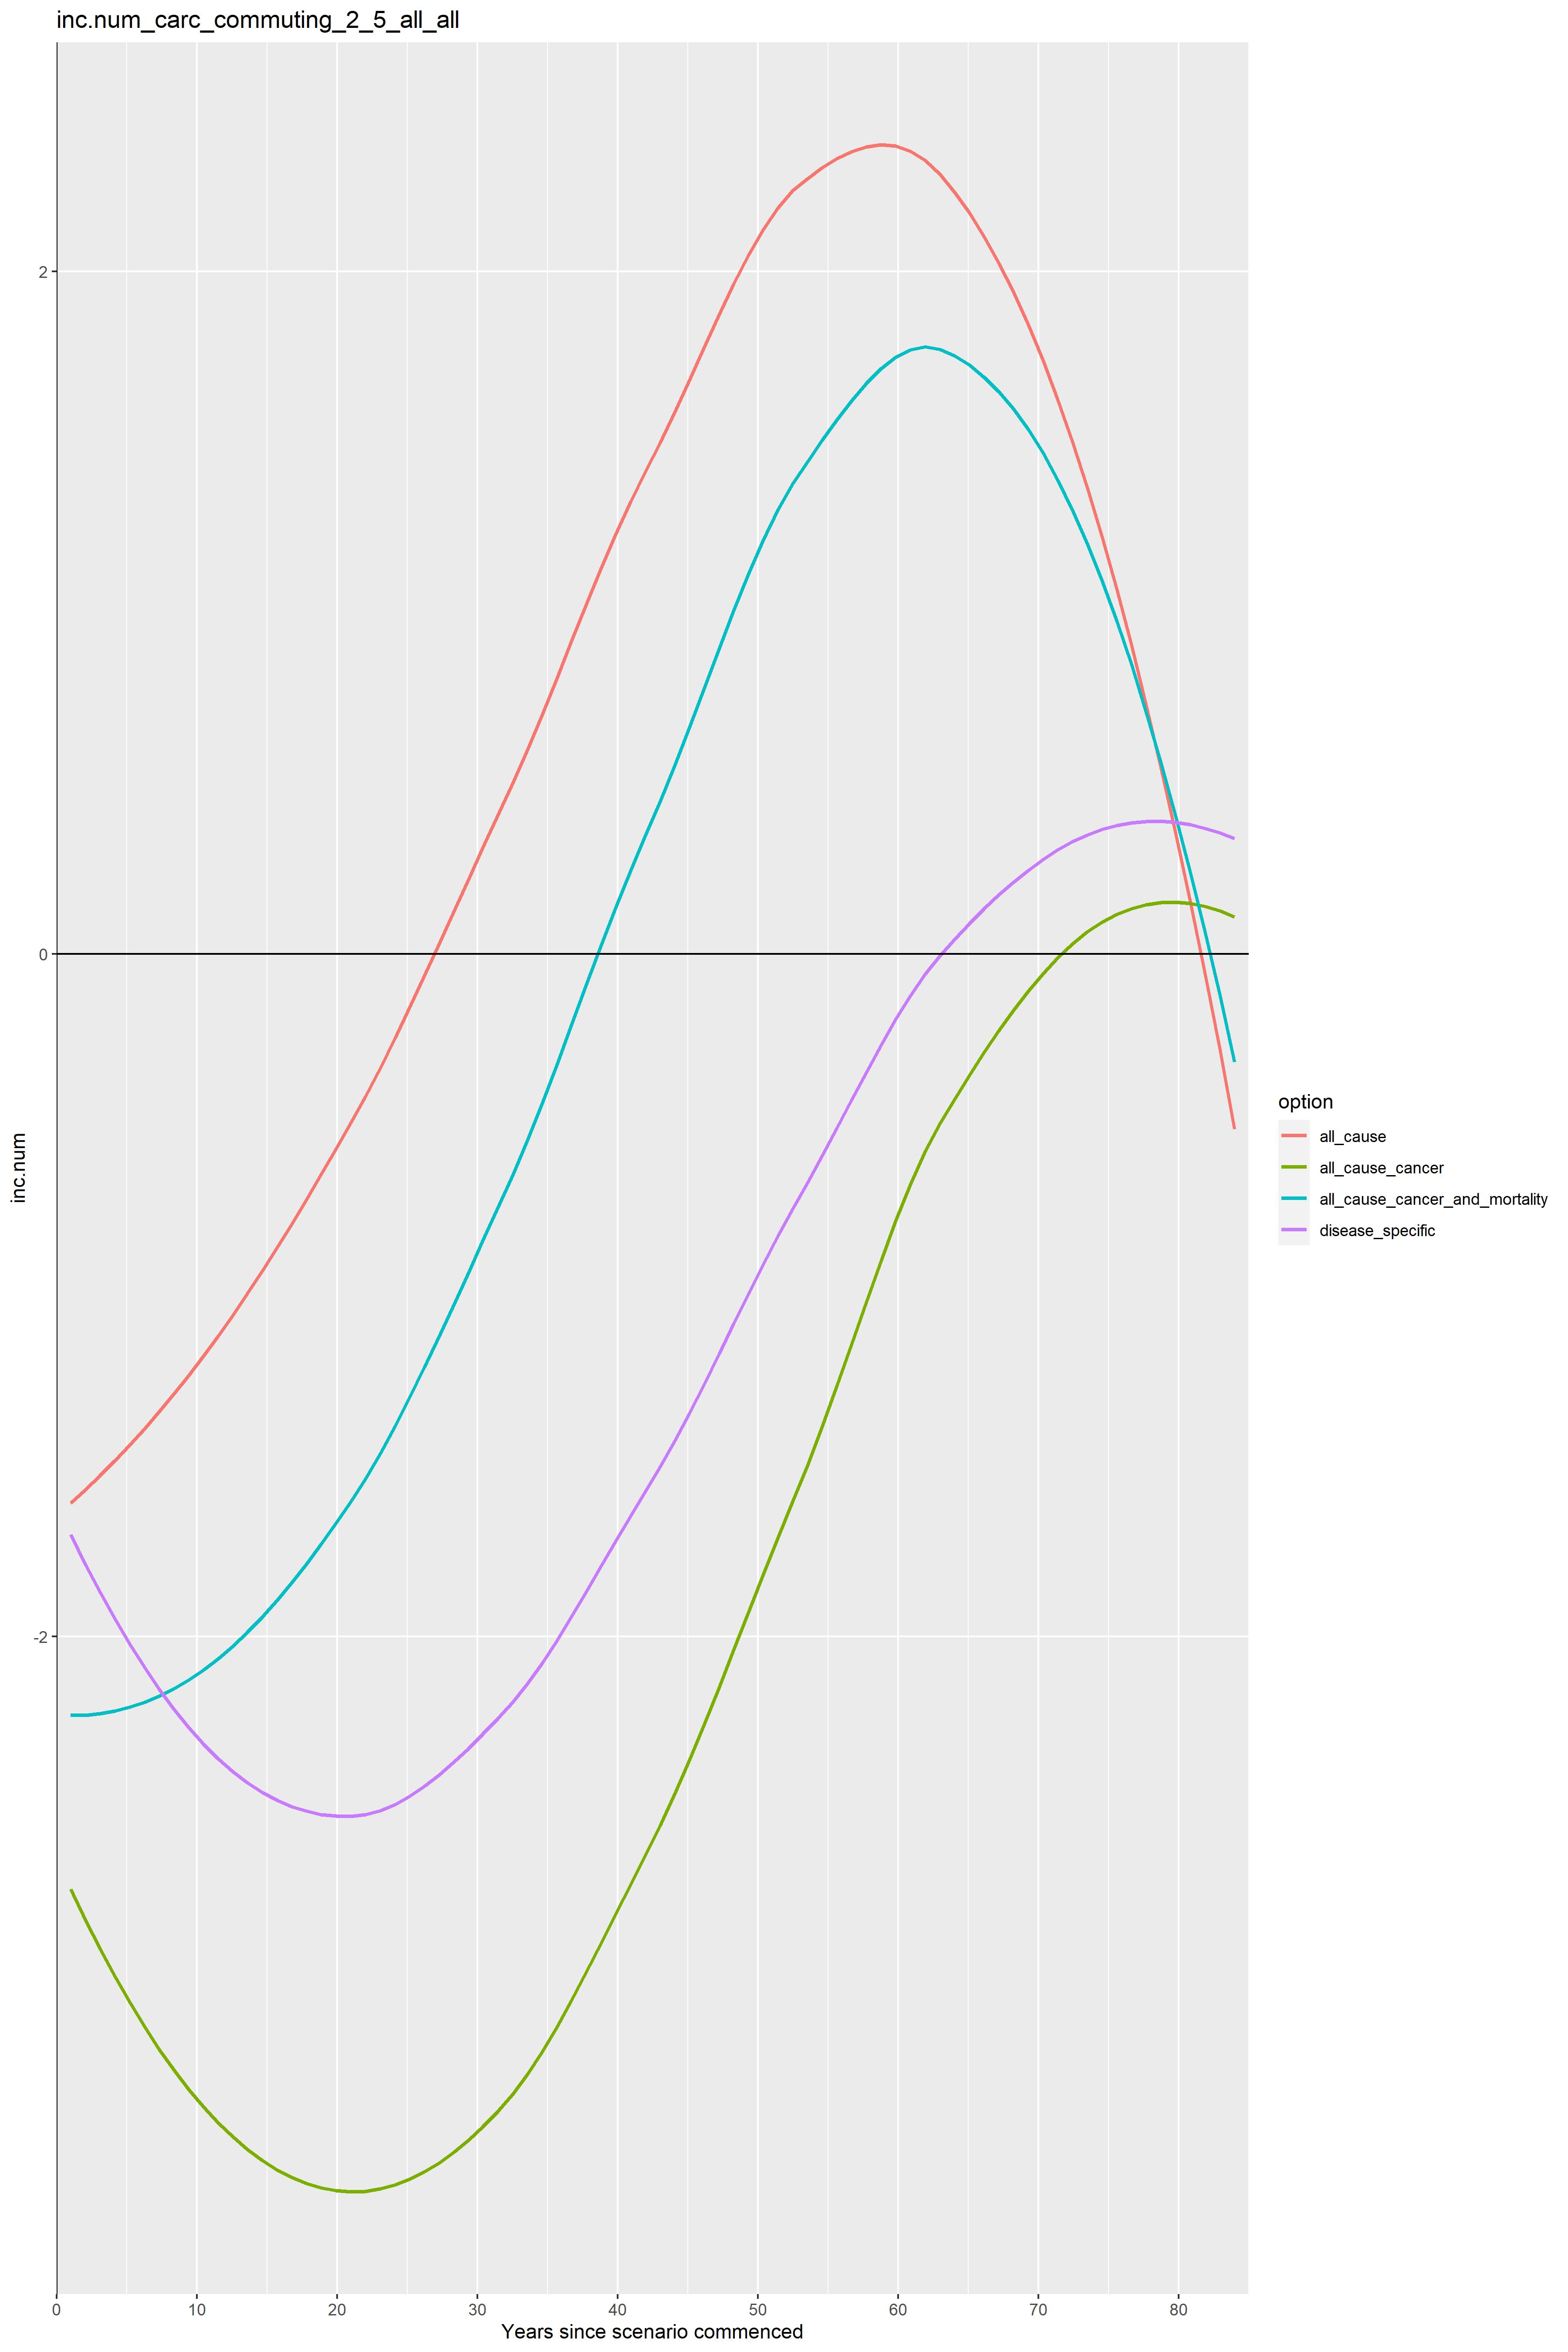 inc.num_carc_commuting_2_5_all_all
2
0
-2
inc.num
0 10 20 30 40 50 60 70 80
Years since scenario commenced
option
all_cause
all_cause_cancer
all_cause_cancer_and_mortality
disease_specific